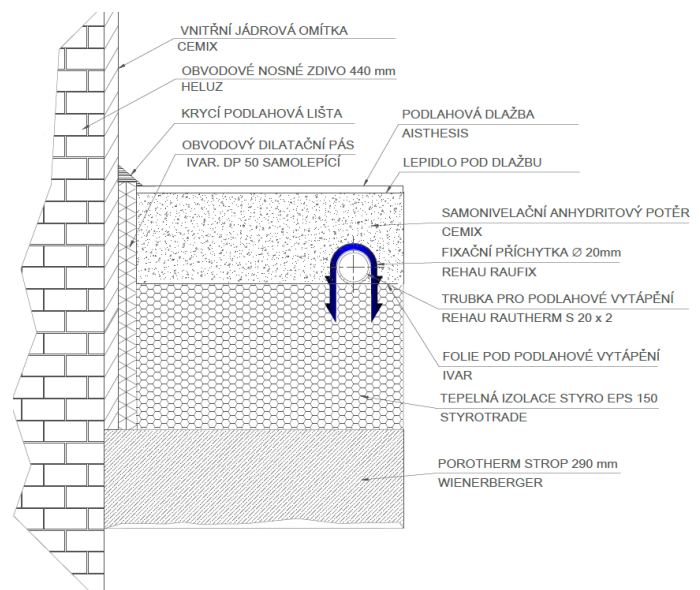 VNITŘNÍ JÁDROVÁ OMÍTKA
CEMIX
OBVODOVÉ NOSNÉ ZDIVO 440 mm
HELUZ
KRYCÍ PODLAHOVÁ LIŠTA
OBVODOVÝ DILATAČNÍ PÁS
IVAR. DP 50 SAMOLEPÍCÍ
PODLAHOVÁ DLAŽBA
AISTHESIS
LEPIDLO POD DLAŽBU
SAMONIVELAČNÍ ANHYDRITOVÝ POTĚR
CEMIX
FIXAČNÍ PŘÍCHYTKA ∅ 20mm
REHAU RAUFIX
TRUBKA PRO PODLAHOVÉ VYTÁPĚNÍ
REHAU RAUTHERM S 20 x 2
FOLIE POD PODLAHOVÉ VYTÁPĚNÍ
IVAR
TEPELNÁ IZOLACE STYRO EPS 150
STYROTRADE
POROTHERM STROP 290 mm
WIENERBERGER